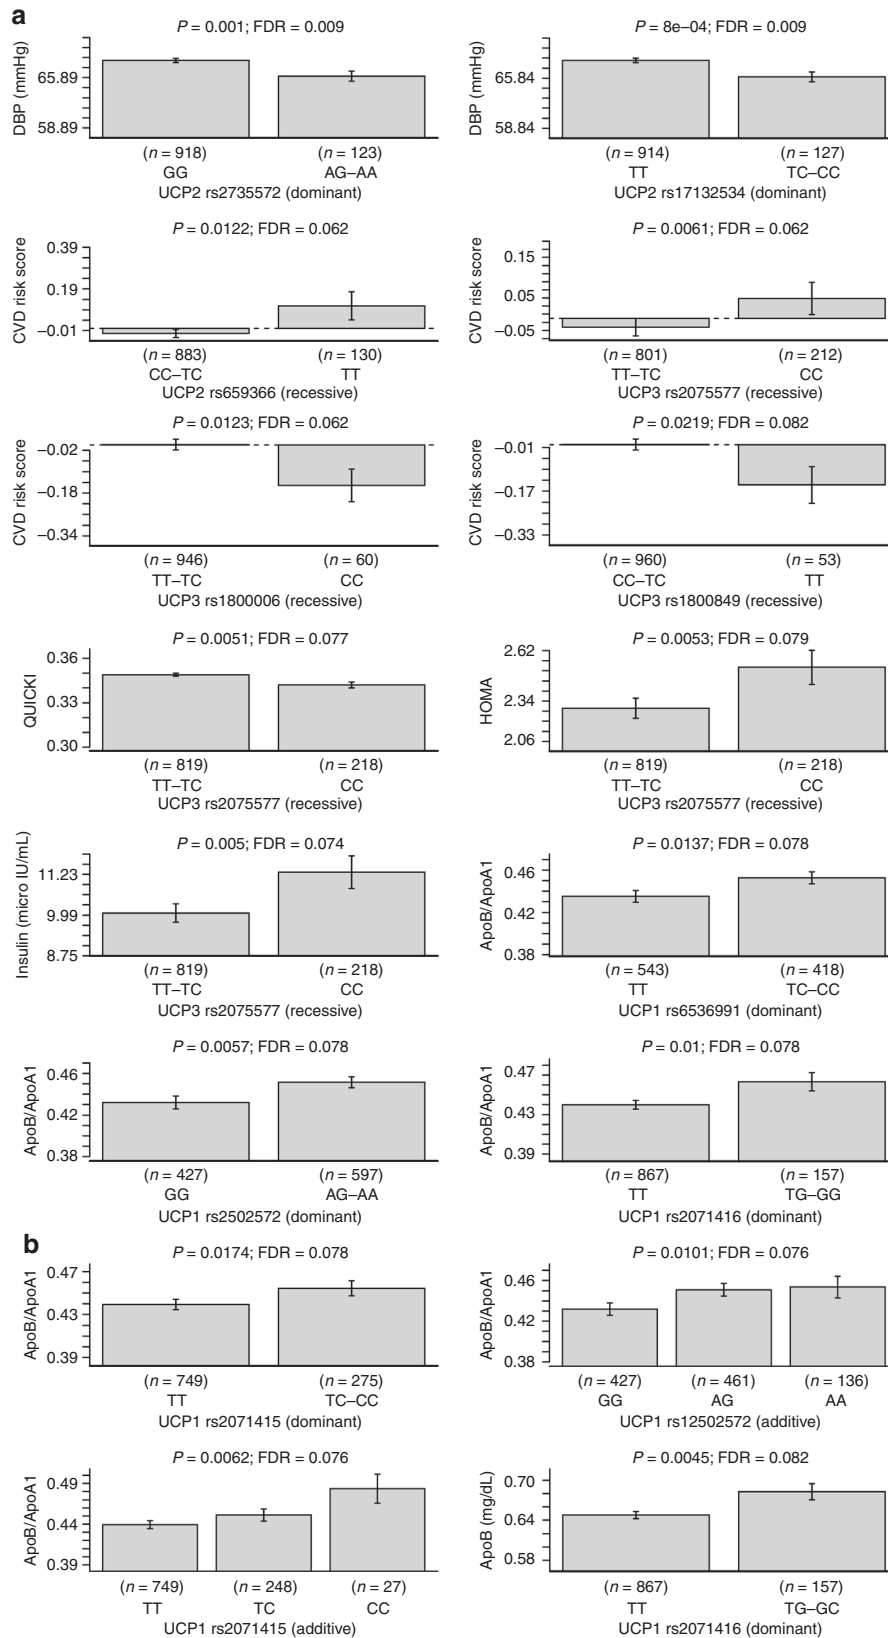 a
P = 0.001; FDR = 0.009
DBP (mmHg)
65.89
58.89
(n = 918)
(n = 123)
GG
AG–AA
UCP2 rs2735572 (dominant)
P = 8e–04; FDR = 0.009
DBP (mmHg)
65.84
58.84
(n = 914)
(n = 127)
TT
TC–CC
UCP2 rs17132534 (dominant)
P = 0.0122; FDR = 0.062
CVD risk score
0.39
0.19
–0.01
(n = 883)
(n = 130)
CC–TC
TT
UCP2 rs659366 (recessive)
P = 0.0061; FDR = 0.062
CVD risk score
0.15
0.05
–0.05
(n = 801)
(n = 212)
TT–TC
CC
UCP3 rs2075577 (recessive)
P = 0.0123; FDR = 0.062
CVD risk score
–0.02
–0.18
–0.34
(n = 946)
(n = 60)
TT–TC
CC
UCP3 rs1800006 (recessive)
P = 0.0219; FDR = 0.082
CVD risk score
–0.01
–0.17
–0.33
(n = 960)
(n = 53)
CC–TC
TT
UCP3 rs1800849 (recessive)
P = 0.0051; FDR = 0.077
QUICKI
0.36
0.33
0.30
(n = 819)
(n = 218)
TT–TC
CC
UCP3 rs2075577 (recessive)
P = 0.0053; FDR = 0.079
HOMA
2.62
2.34
2.06
(n = 819)
(n = 218)
TT–TC
CC
UCP3 rs2075577 (recessive)
P = 0.005; FDR = 0.074
Insulin (micro IU/mL)
11.23
9.99
8.75
(n = 819)
(n = 218)
TT–TC
CC
UCP3 rs2075577 (recessive)
P = 0.0137; FDR = 0.078
ApoB/ApoA1
0.46
0.42
0.38
(n = 543)
(n = 418)
TT
TC–CC
UCP1 rs6536991 (dominant)
P = 0.0057; FDR = 0.078
ApoB/ApoA1
0.46
0.42
0.38
(n = 427)
(n = 597)
GG
AG–AA
UCP1 rs2502572 (dominant)
P = 0.01; FDR = 0.078
ApoB/ApoA1
0.47
0.43
0.39
(n = 867)
(n = 157)
TT
TG–GG
UCP1 rs2071416 (dominant)
b
P = 0.0174; FDR = 0.078
ApoB/ApoA1
0.47
0.43
0.39
(n = 749)
(n = 275)
TT
TC–CC
UCP1 rs2071415 (dominant)
P = 0.0101; FDR = 0.076
ApoB/ApoA1
0.46
0.42
0.38
(n = 427)
(n = 461)
(n = 136)
GG
AG
AA
UCP1 rs12502572 (additive)
P = 0.0062; FDR = 0.076
ApoB/ApoA1
0.49
0.44
0.39
(n = 749)
(n = 248)
(n = 27)
TT
TC
CC
UCP1 rs2071415 (additive)
P = 0.0045; FDR = 0.082
ApoB (mg/dL)
0.70
0.64
0.58
(n = 867)
(n = 157)
TT
TG–GC
UCP1 rs2071416 (dominant)